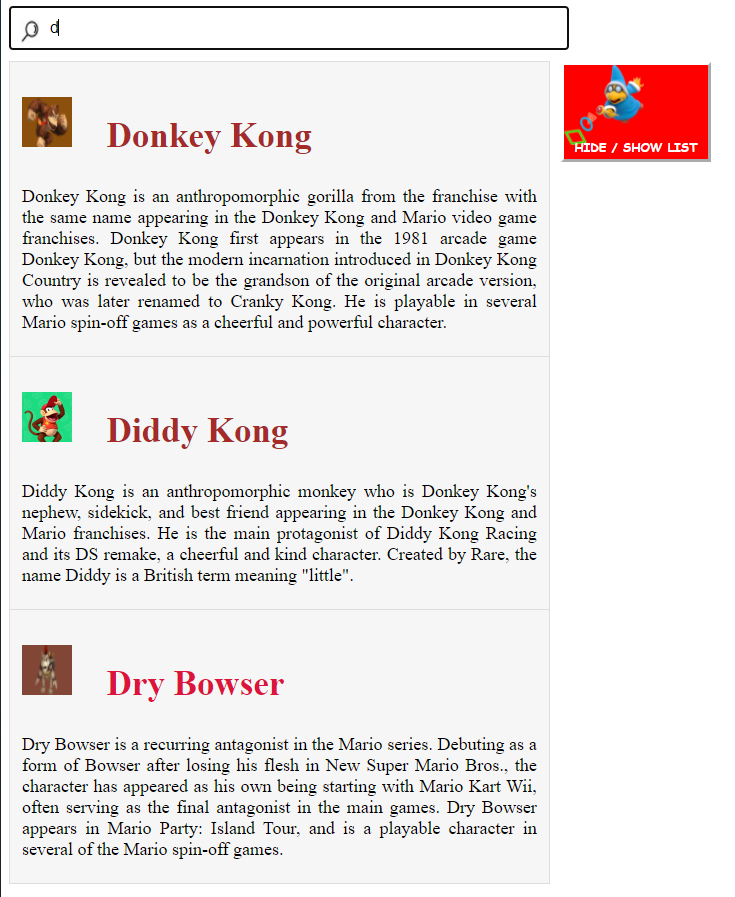 d
HIDE / SHOW LIST
Donkey Kong
Donkey Kong is an anthropomorphic gorilla from the franchise with
the same name appearing in the Donkey Kong and Mario video game
franchises. Donkey Kong first appears in the 1981 arcade game
Donkey Kong, but the modern incarnation introduced in Donkey Kong
Country is revealed to be the grandson of the original arcade version,
who was later renamed to Cranky Kong. He is playable in several
Mario spin-off games as a cheerful and powerful character.
Diddy Kong
Diddy Kong is an anthropomorphic monkey who is Donkey Kong's
nephew, sidekick, and best friend appearing in the Donkey Kong and
Mario franchises. He is the main protagonist of Diddy Kong Racing
and its DS remake, a cheerful and kind character. Created by Rare, the
name Diddy is a British term meaning "little".
Dry Bowser
Dry Bowser is a recurring antagonist in the Mario series. Debuting as a
form of Bowser after losing his flesh in New Super Mario Bros., the
character has appeared as his own being starting with Mario Kart Wii,
often serving as the final antagonist in the main games. Dry Bowser
appears in Mario Party: Island Tour, and is a playable character in
several of the Mario spin-off games.